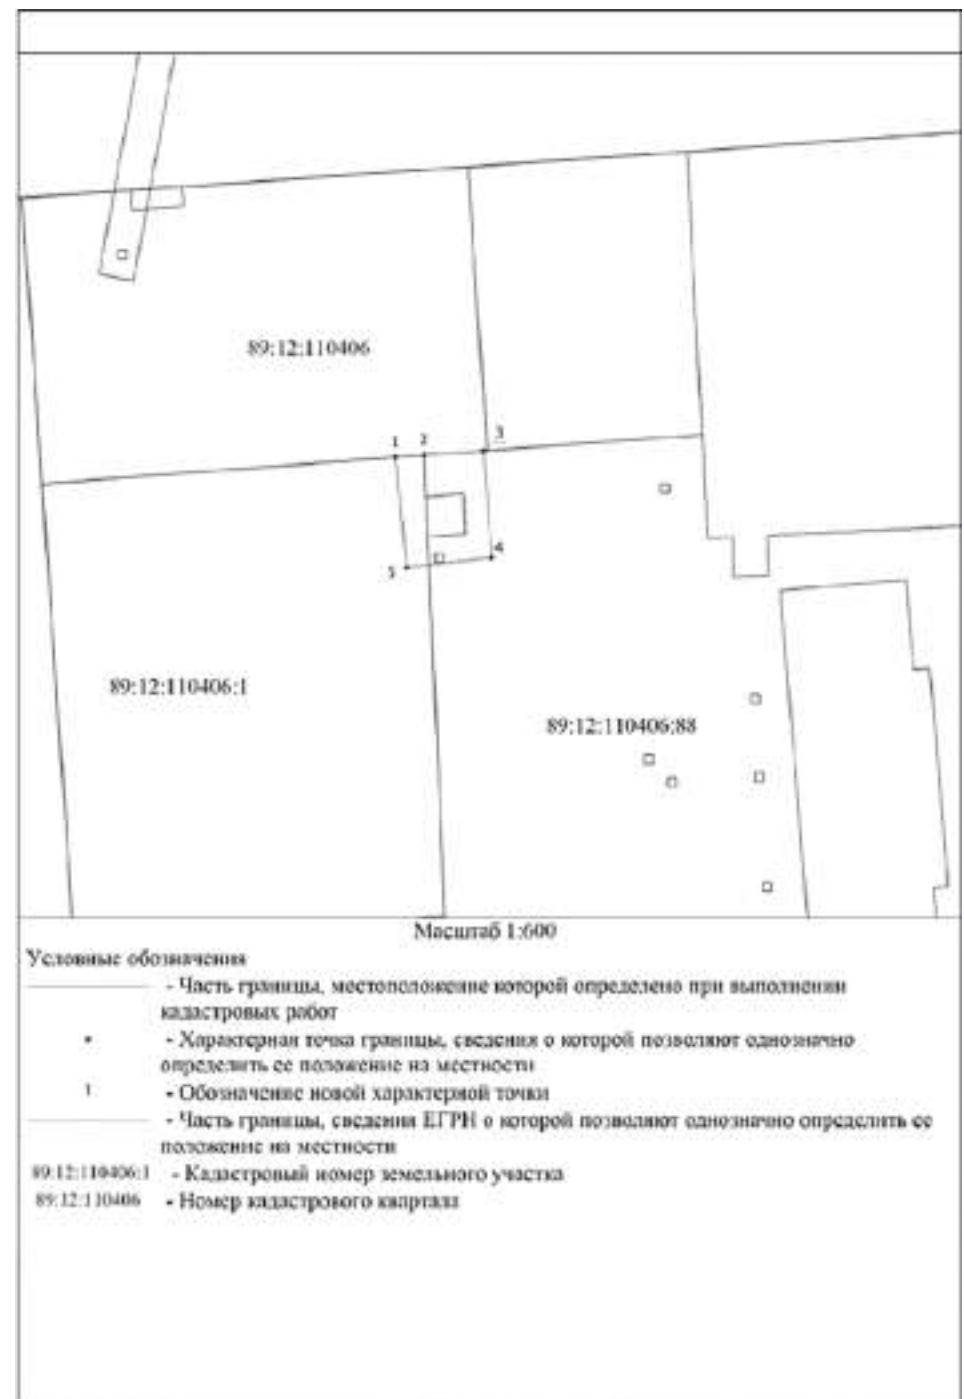 89:12:110406
1 2 3
4
5
89:12:110406:1
89:12:110406:88
Масштаб 1:600
Условные обозначения
- Часть границы, местоположение которой определено при выполнении
кадастровых работ
- Характерная точка границы, сведения о которой позволяют однозначно
определить ее положение на местности
1 - Обозначение новой характерной точки
- Часть границы, сведения ЕГРН о которой позволяют однозначно определить ее
положение на местности
89:12:110406:1 - Кадастровый номер земельного участка
89:12:110406 - Номер кадастрового квартала